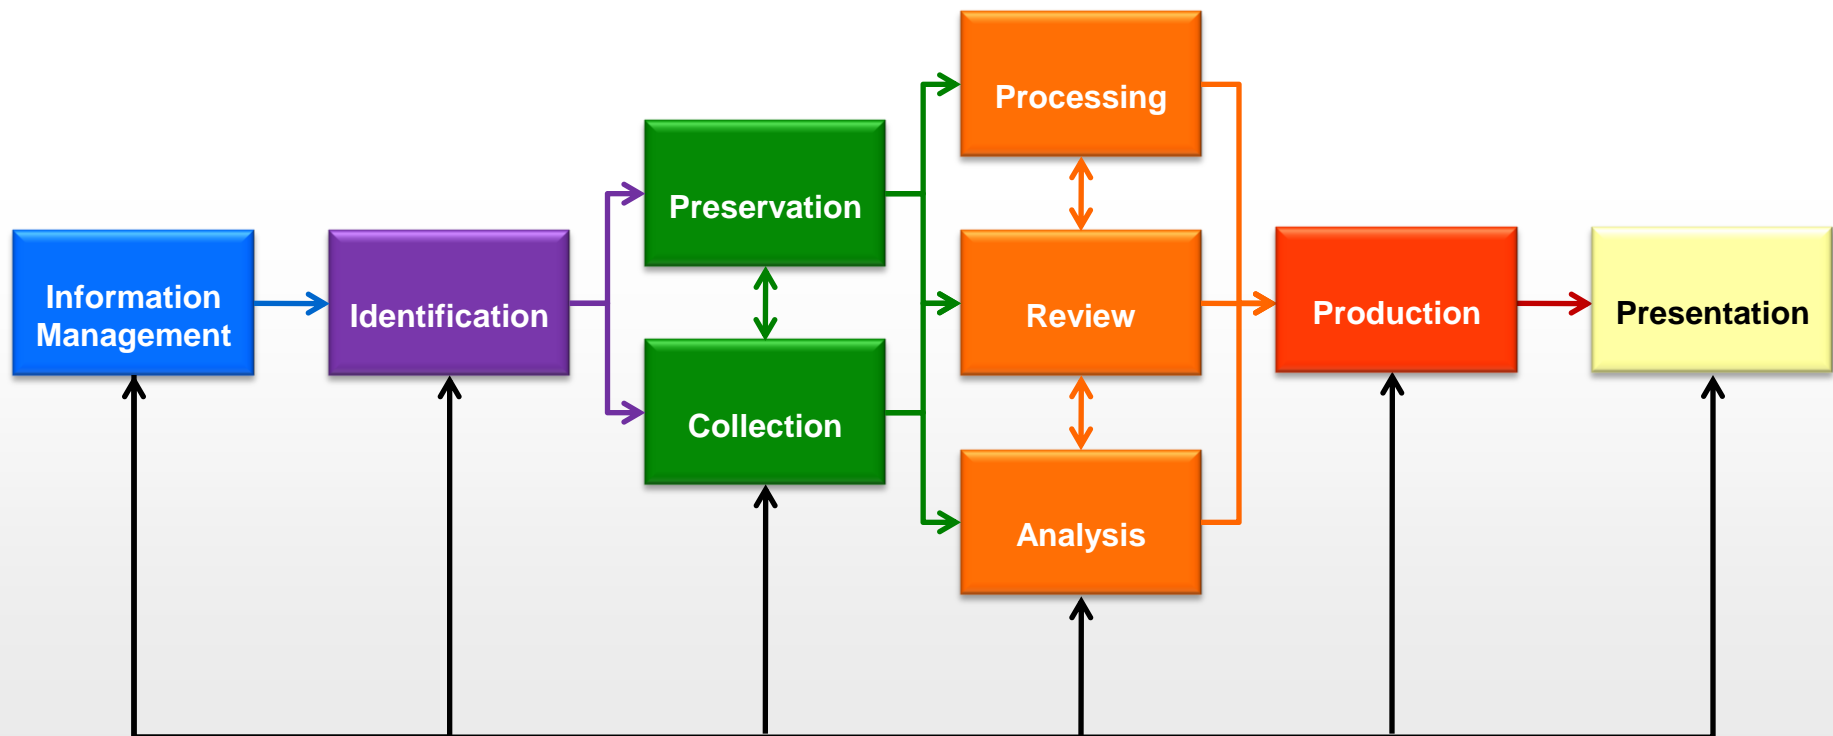 Information
Management
Identification
Preservation
Collection
Processing
Review
Analysis
Production
Presentation